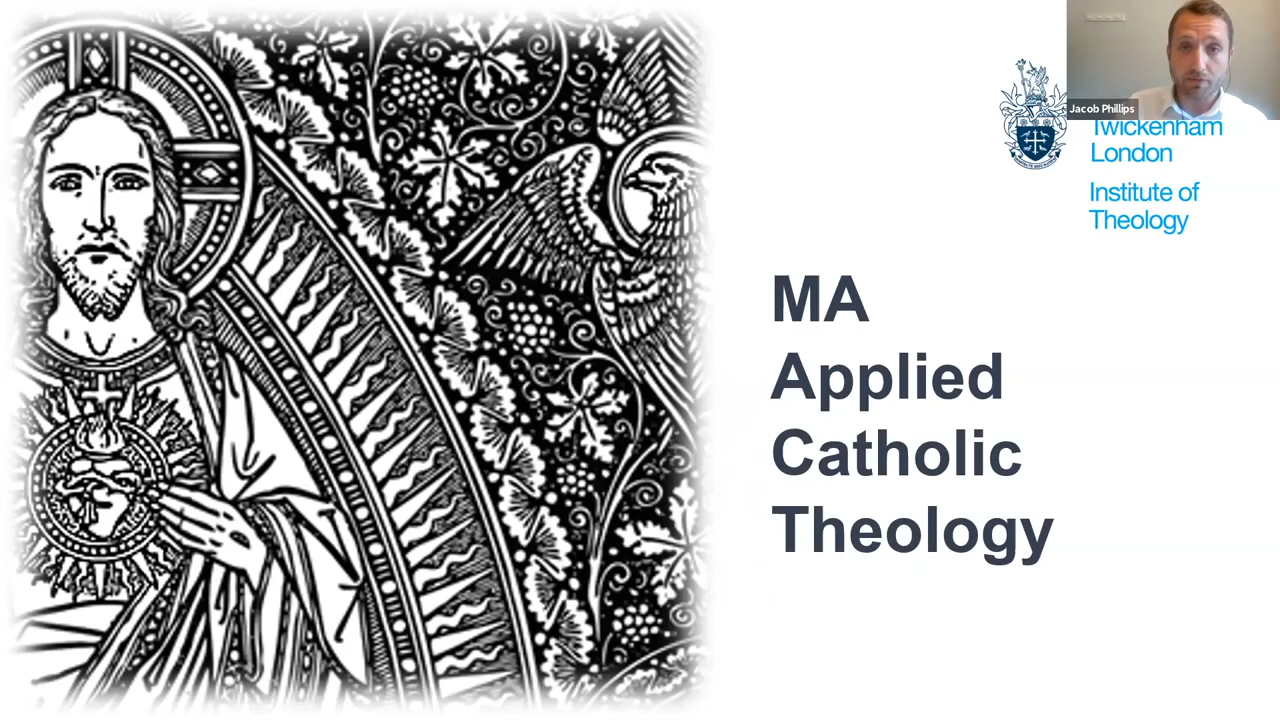 Jacob Phillips
Twickenham
London
Institute of
Theology
MA
Applied
Catholic
Theology